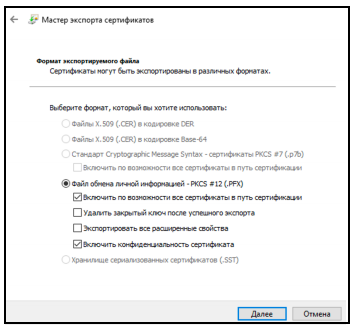 Мастер экспорта сертификатов
Формат экспортируемого файла
Сертификаты могут быть экспортированы в различных форматах.
Выберите формат, который вы хотите использовать:
Файлы X.509 (.CER) в кодировке DER
Файлы X.509 (.CER) в кодировке Base-64
Стандарт Cryptographic Message Syntax - сертификаты PKCS #7 (.p7b)
Включить по возможности все сертификаты в путь сертификации
Файл обмена личной информацией - PKCS #12 (.PFX)
Включить по возможности все сертификаты в путь сертификации
Удалить закрытый ключ после успешного экспорта
Экспортировать все расширенные свойства
Включить конфиденциальность сертификата
Хранилище сериализованных сертификатов (.SST)
Далее Отмена